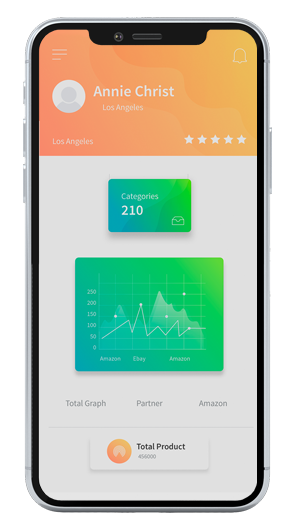 Annie Christ
Los Angeles
Los Angeles
Categories
210
250
200
150
100
50
0
Amazon Ebey Amazon
Total Graph Partner Amazon
Total Product
456000